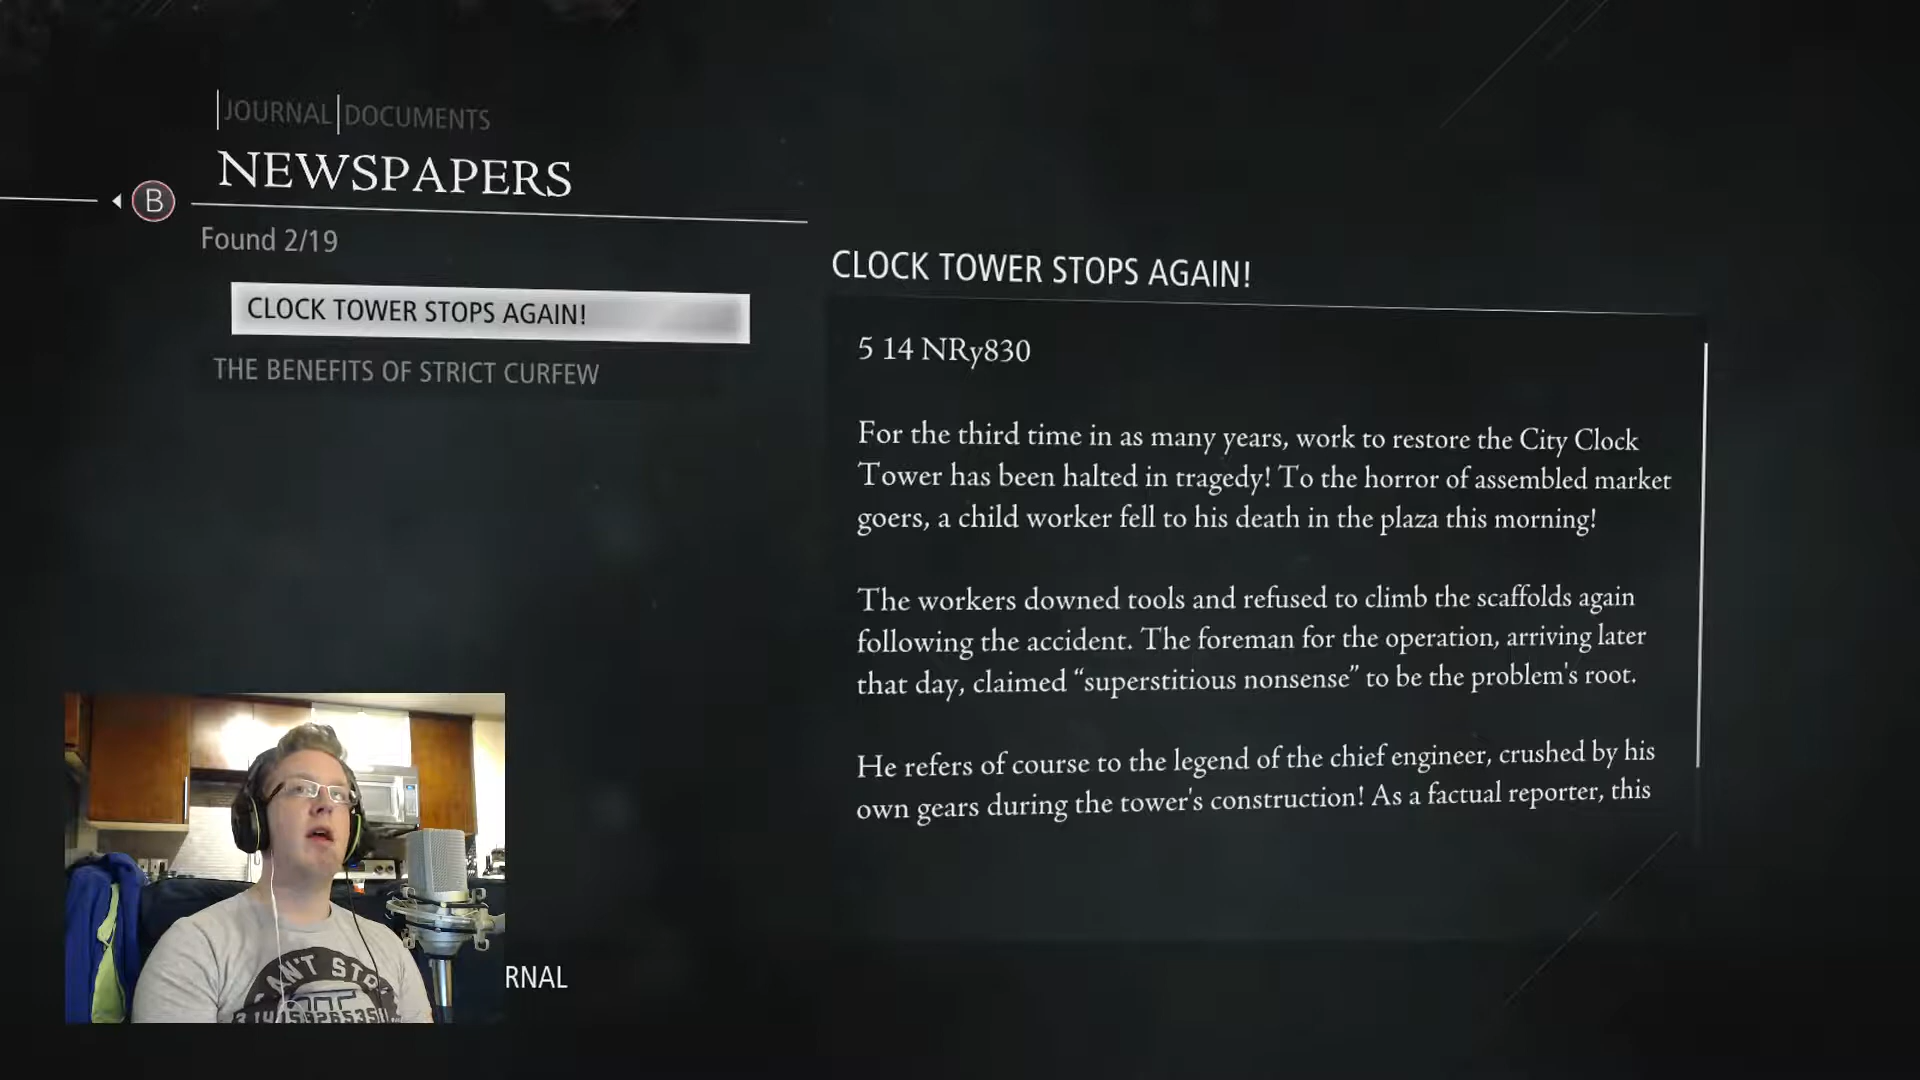 JOURNAL DOCUMENTS
NEWSPAPERS
B
Found 2/19
CLOCK TOWER STOPS AGAIN!
THE BENEFITS OF STRICT CURFEW
CLOCK TOWER STOPS AGAIN!
5 14 NRy830
For the third time in as many years, work to restore the City Clock
Tower has been halted in tragedy! To the horror of assembled market
goers, a child worker fell to his death in the plaza this morning!
The workers downed tools and refused to climb the scaffolds again
following the accident. The foreman for the operation, arriving later
that day, claimed “superstitious nonsense” to be the problem's root.
He refers of course to the legend of the chief engineer, crushed by his
own gears during the tower's construction! As a factual reporter, this
RNAL